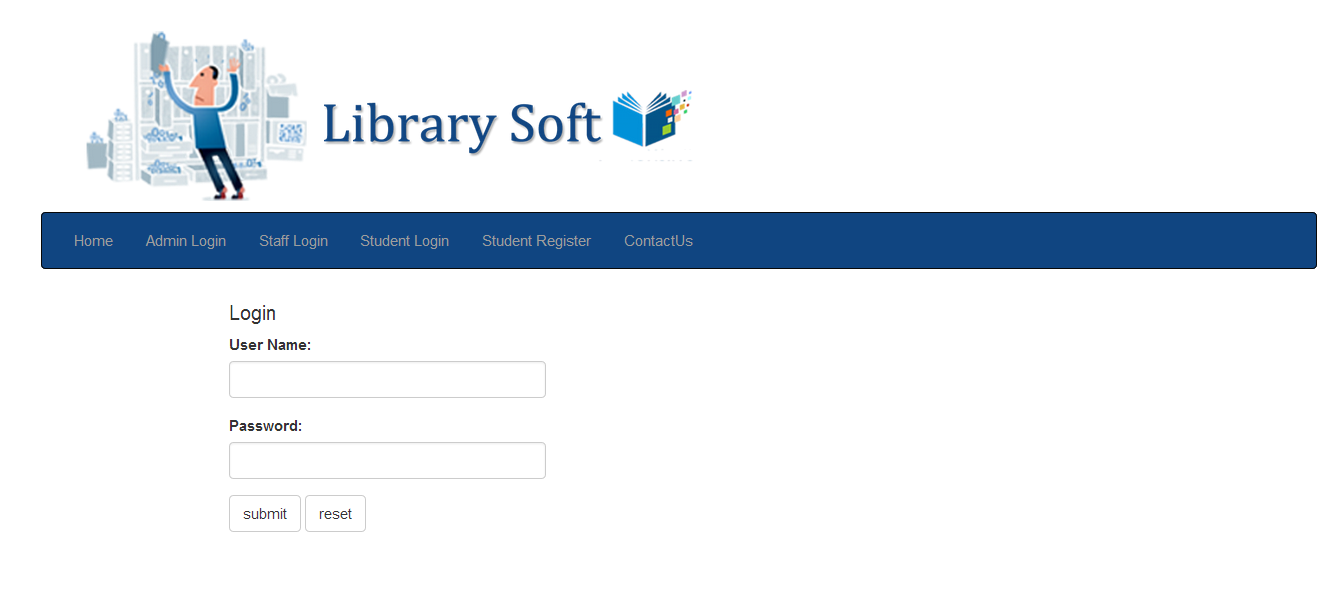 Library Soft
Home Admin Login Staff Login Student Login Student Register ContactUs
Login
User Name:
Password:
submit reset